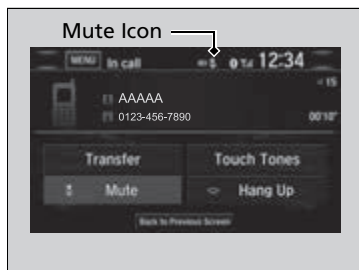 Mute Icon
MENU In call 12:34
AAAAA
0123-456-7890 00'10"
Transfer Touch Tones
Mute Hang Up
Back to Previous Screen